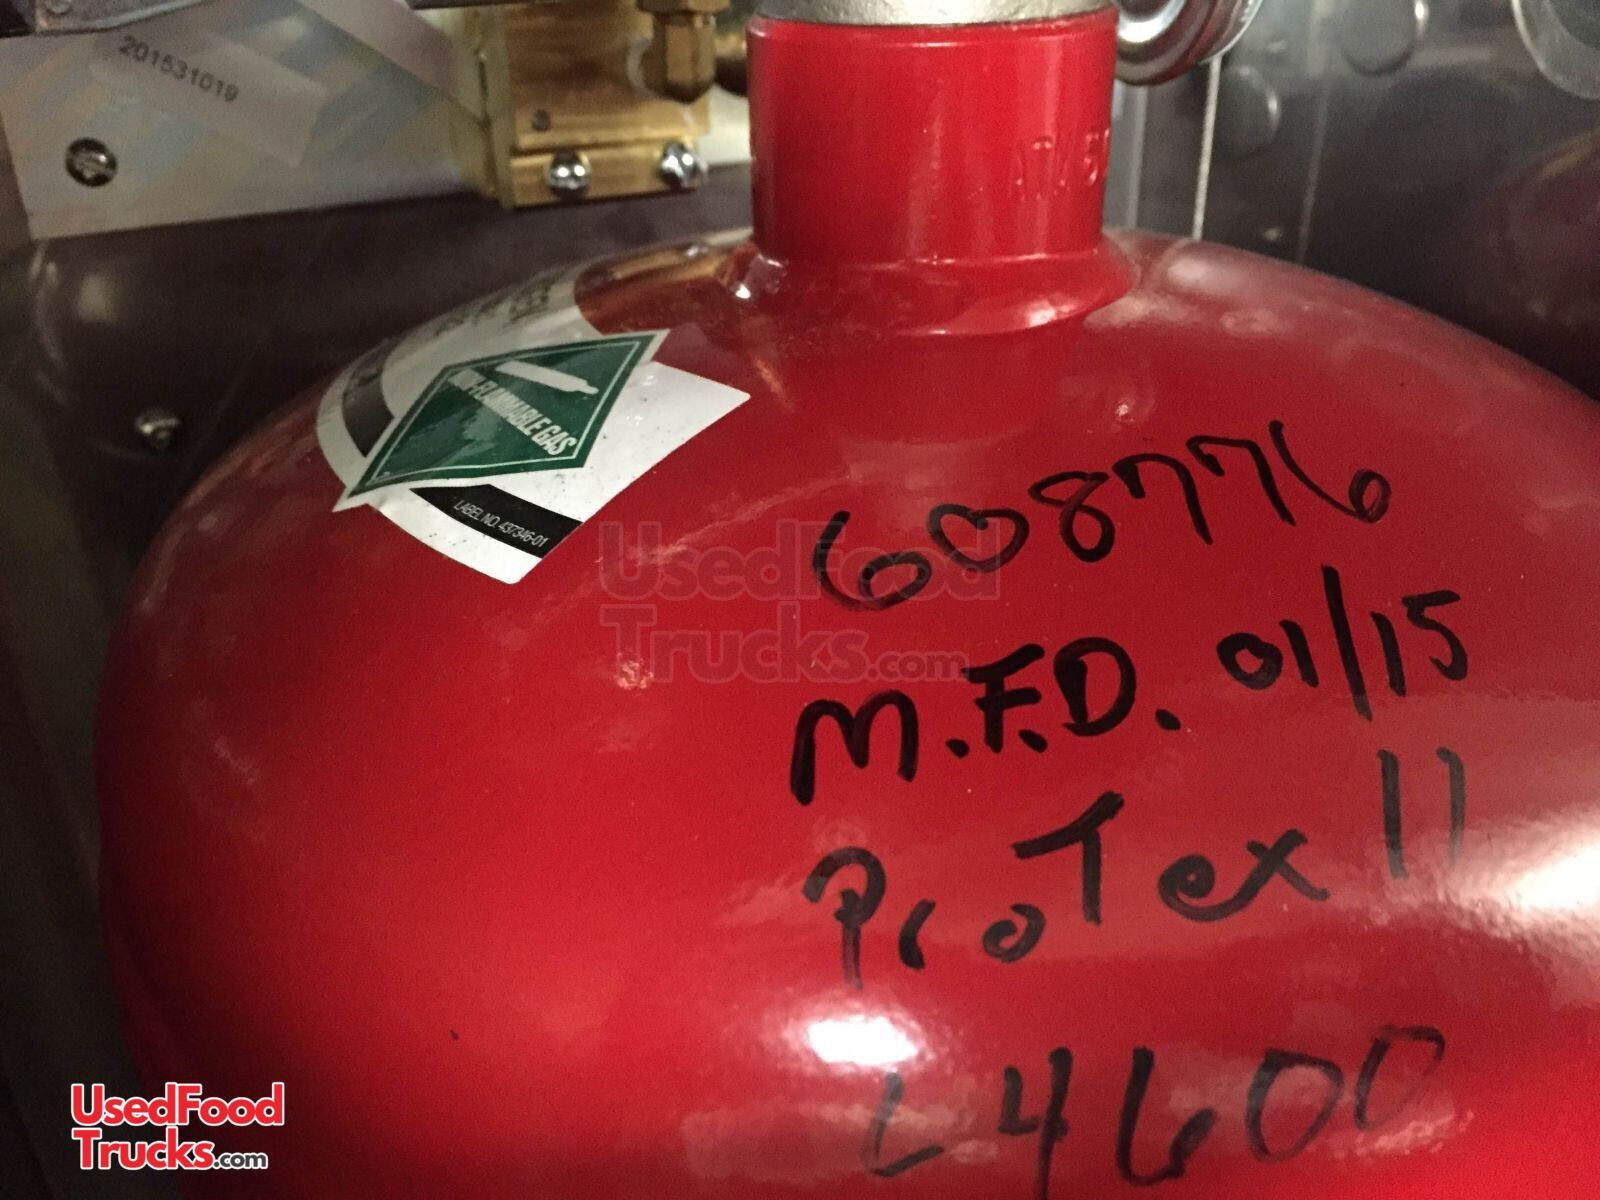 201531019
NON-FLAMMABLE GAS
LABEL NO. 437346-01
608776
M.F.D. 01/15
ProTex II
L4600
UsedFood
Trucks.com
UsedFood
Trucks.com